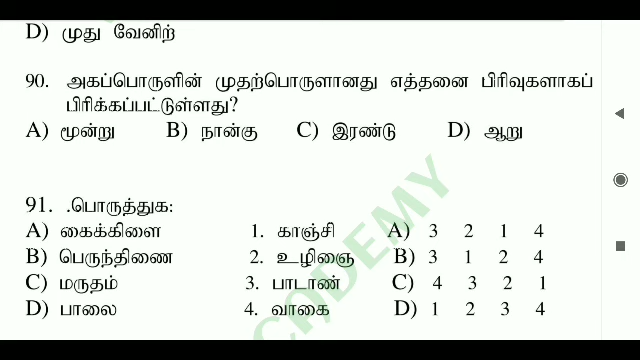 D) முது வேனிற்
90. அகப்பொருளின் முதற்பொருளானது எத்தனை பிரிவுகளாகப்
பிரிக்கப்பட்டுள்ளது?
A) மூன்று B) நான்கு C) இரண்டு D) ஆறு
91. .பொருத்துக:
A) கைக்கிளை 1. காஞ்சி A) 3 2 1 4
B) பெருந்திணை 2. உழிஞை B) 3 1 2 4
C) மருதம் 3. பாடாண் C) 4 3 2 1
D) பாலை 4. வாகை D) 1 2 3 4
CODEMY